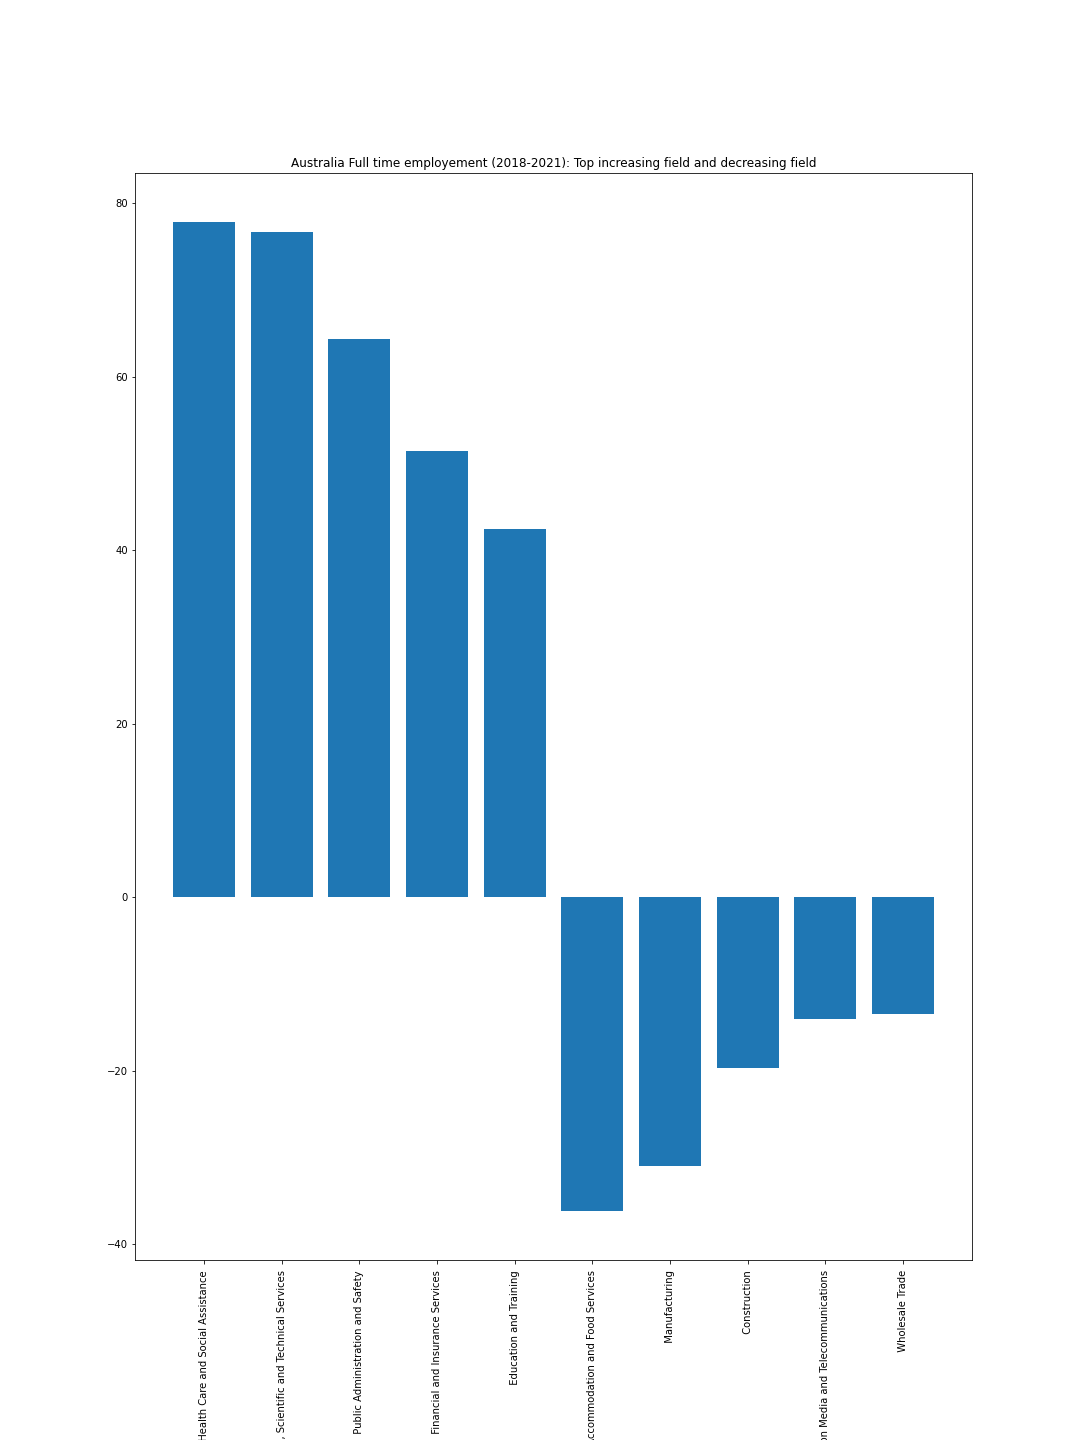 Australia Full time employement (2018-2021): Top increasing field and decreasing field
80
60
40
20
0
−20
−40
Health Care and Social Assistance
, Scientific and Technical Services
Public Administration and Safety
Financial and Insurance Services
Education and Training
ccommodation and Food Services
Manufacturing
Construction
on Media and Telecommunications
Wholesale Trade